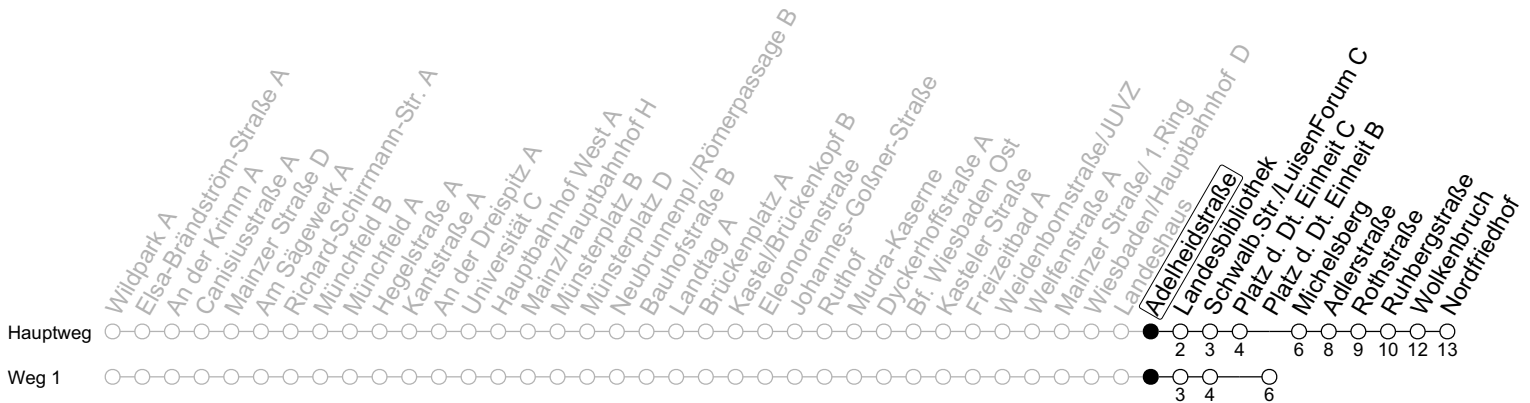 Wildpark A
Elsa-Brändström-Straße A
An der Krimm A
Canisiusstraße A
Mainzer Straße D
Am Sägewerk A
Richard-Schirrmann-Str. A
Münchfeld B
Münchfeld A
Hegelstraße A
Kantstraße A
An der Dreispitz A
Universität C
Hauptbahnhof West A
Mainz/Hauptbahnhof H
Münsterplatz B
Münsterplatz D
Neubrunnenpl./Römerpassage B
Bauhofstraße B
Landtag A
Brückenplatz A
Kastel/Brückenkopf B
Eleonorenstraße
Johannes-Goßner-Straße
Ruthof
Mudra-Kaserne
Dyckerhoffstraße A
Bf. Wiesbaden Ost
Kasteler Straße
Freizeitbad A
Weidenbornstraße/JUVZ
Welfenstraße A
Mainzer Straße/ 1.Ring
Wiesbaden/Hauptbahnhof D
Landeshaus
Adelheidstraße
Landesbibliothek
Schwalb.Str./LuisenForum C
Platz d. Dt. Einheit C
Platz d. Dt. Einheit B
Michelsberg
Adlerstraße
Rothstraße
Ruhbergstraße
Wolkenbruch
Nordfriedhof
Hauptweg
2 3 4 6 8 9 10 12 13
Weg 1
3 4 6